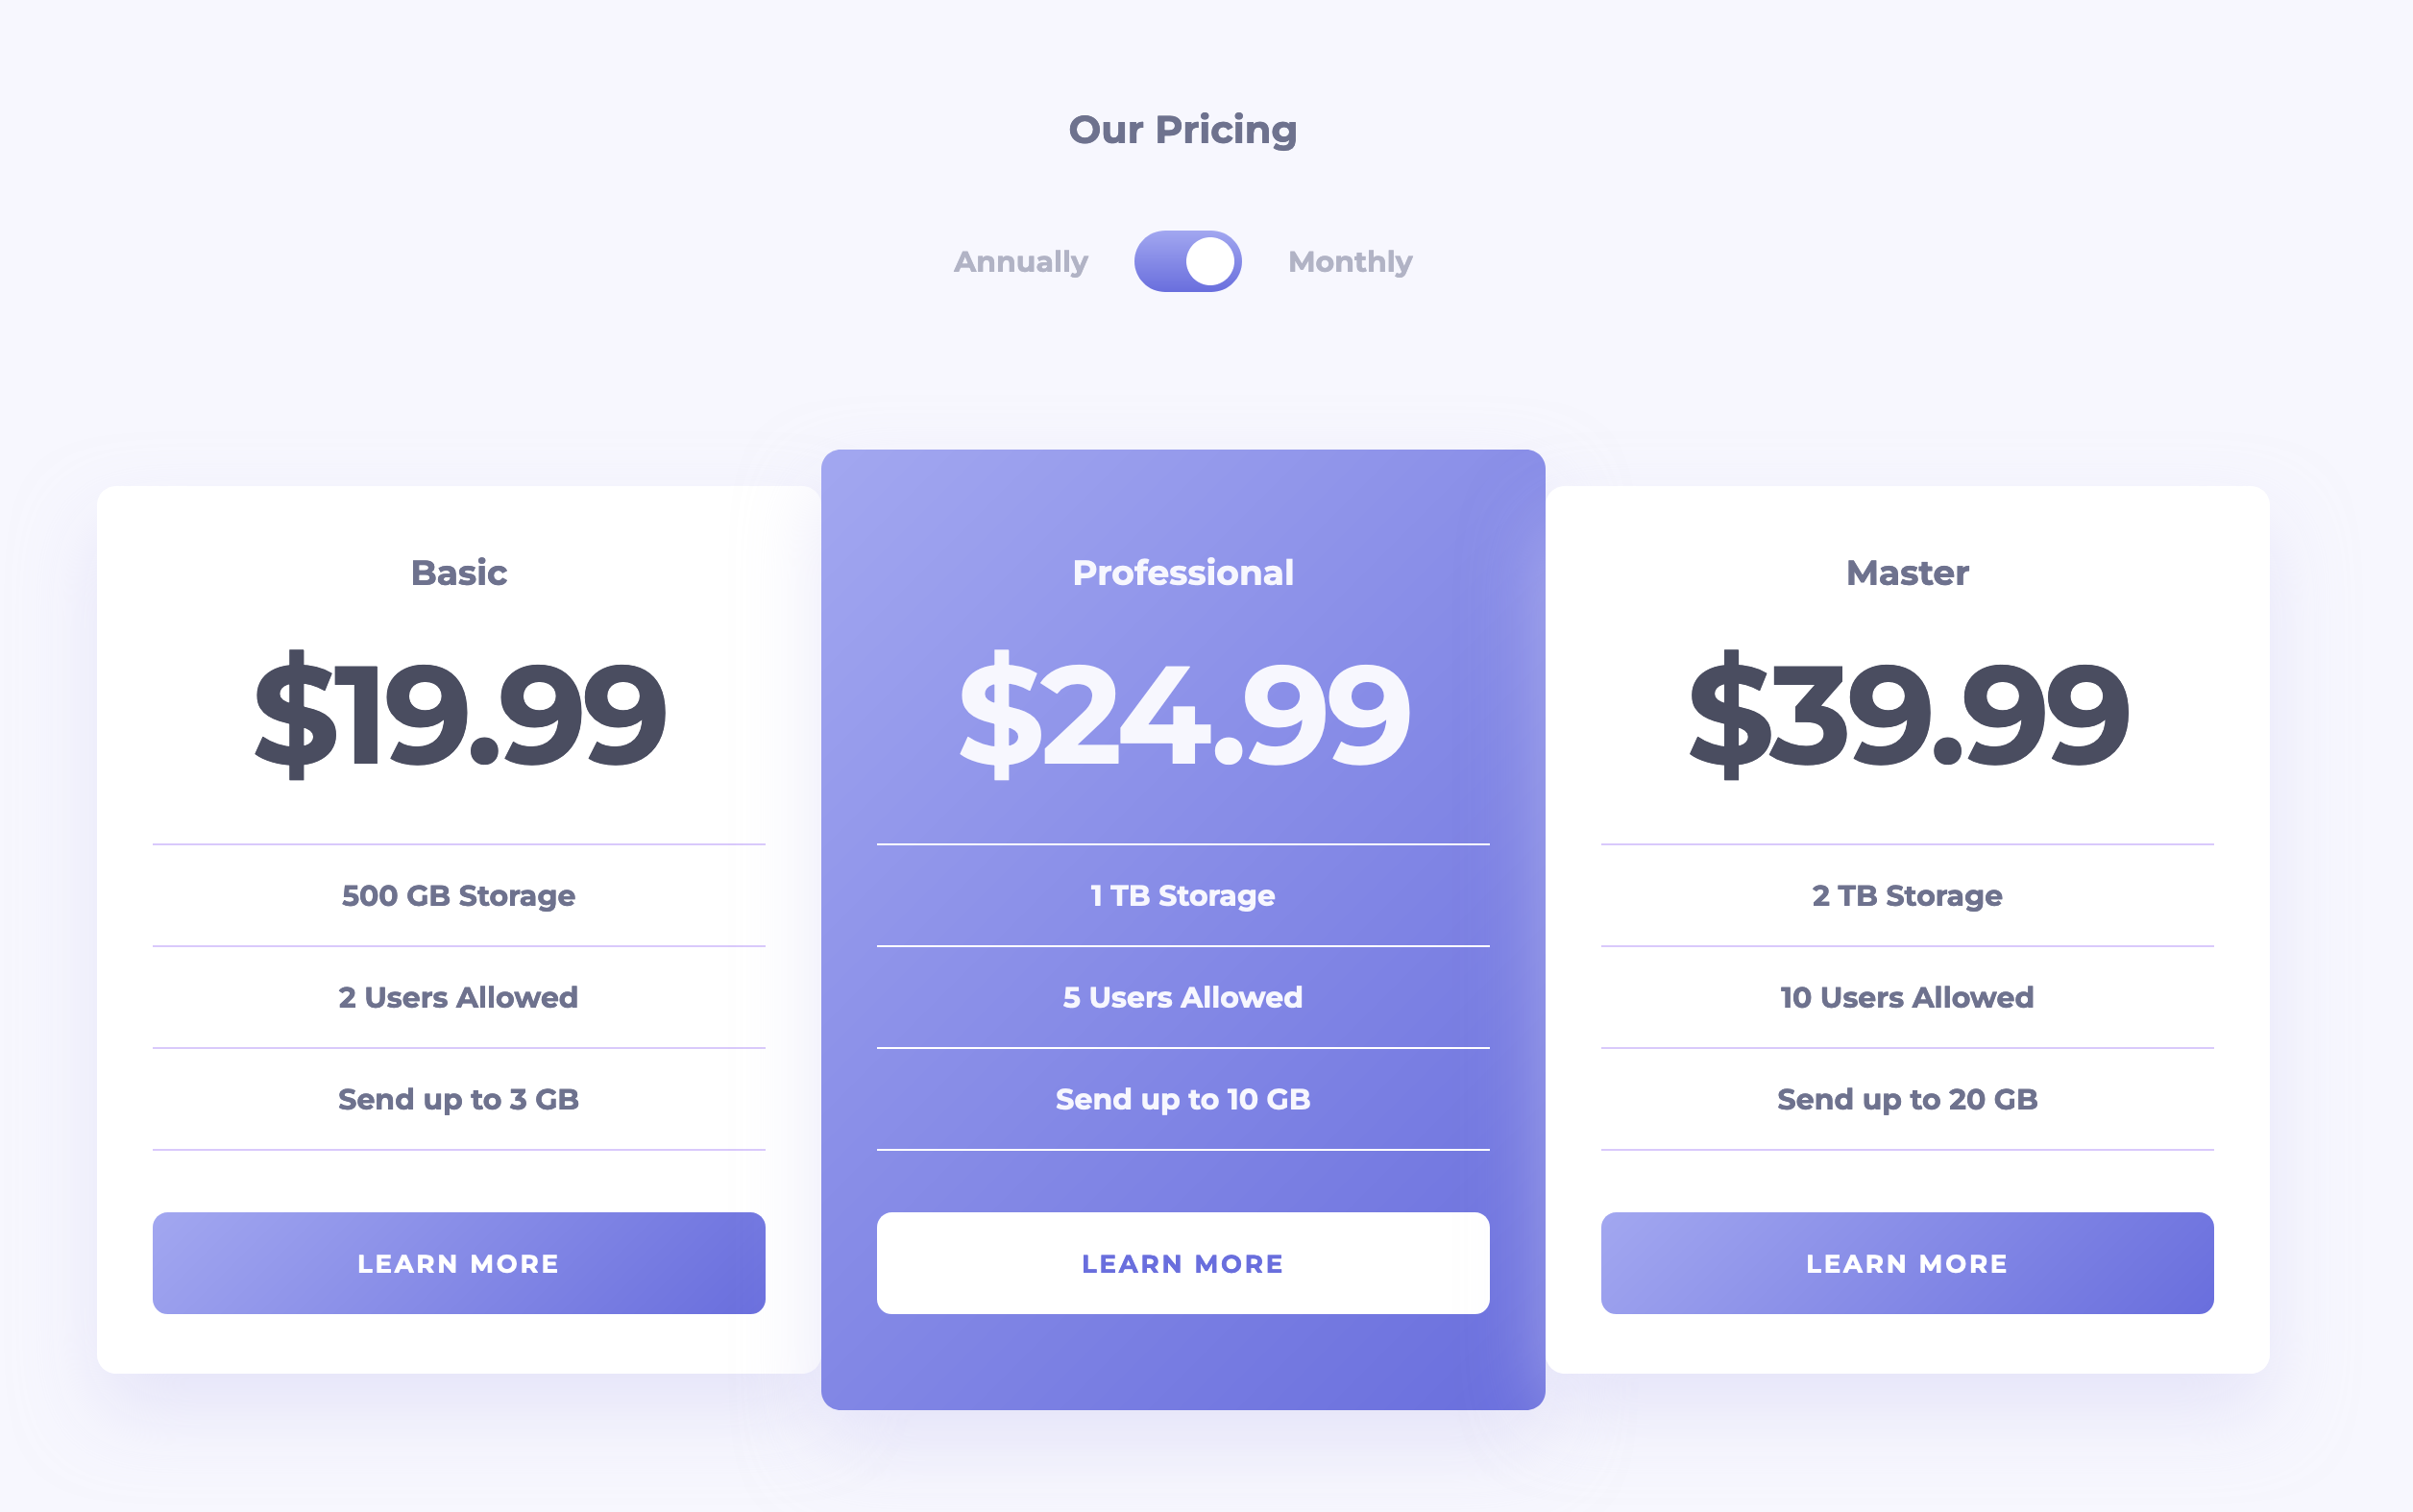 Our Pricing
Annually
Monthly
Basic
$19.99
500 GB Storage
2 Users Allowed
Send up to 3 GB
LEARN MORE
Professional
$24.99
1 TB Storage
5 Users Allowed
Send up to 10 GB
LEARN MORE
Master
$39.99
2 TB Storage
10 Users Allowed
Send up to 20 GB
LEARN MORE